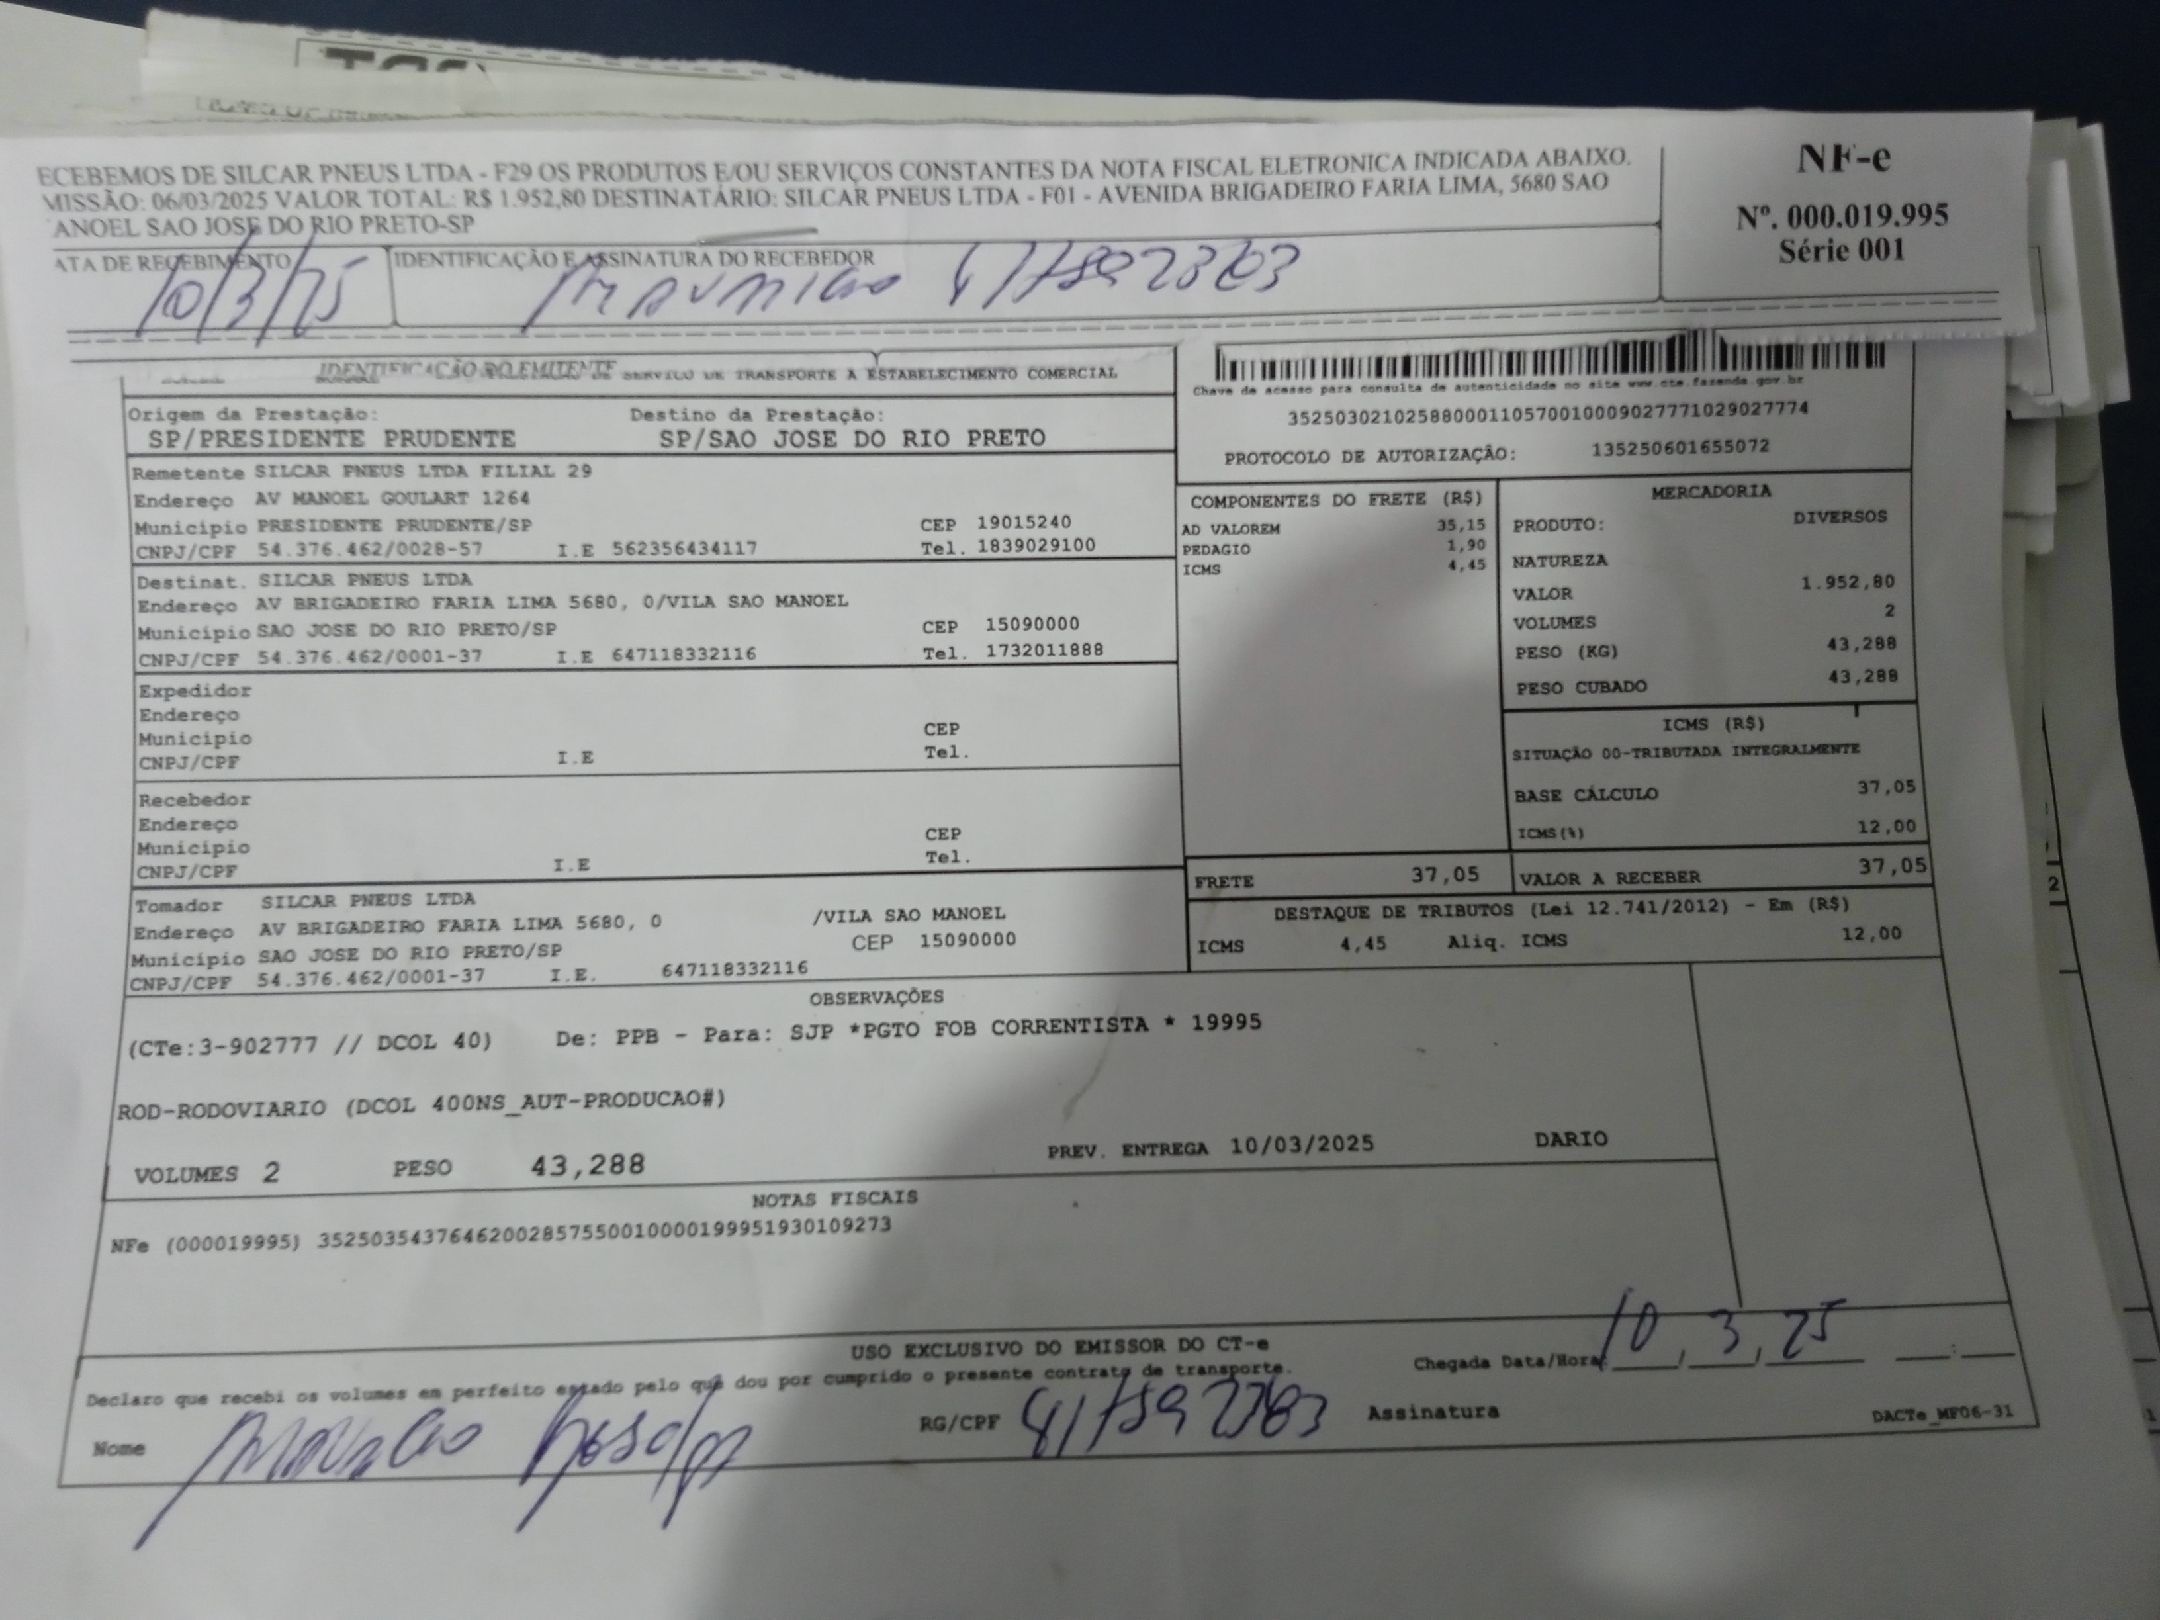 ECEBEMOS DE SILCAR PNEUS LTDA - F29 OS PRODUTOS E/OU SERVIÇOS CONSTANTES DA NOTA FISCAL ELETRONICA INDICADA ABAIXO.
MISSÃO: 06/03/2025 VALOR TOTAL: R$ 1.952,80 DESTINATÁRIO: SILCAR PNEUS LTDA - F01 - AVENIDA BRIGADEIRO FARIA LIMA, 5680 SAO
ANOEL SAO JOSE DO RIO PRETO-SP
NF-e
Nº. 000.019.995
Série 001
ATA DE RECEBIMENTO
IDENTIFICAÇÃO E ASSINATURA DO RECEBEDOR
10/3/25
IDENTIFICAÇÃO DO EMITENTE
DE SERVICO DE TRANSPORTE A ESTABELECIMENTO COMERCIAL
Chave de acesso para consulta de autenticidade no site www.cte.fazenda.gov.br
35250302102588000110570010009027771029027774
PROTOCOLO DE AUTORIZAÇÃO: 135250601655072
Origem da Prestação: Destino da Prestação:
SP/PRESIDENTE PRUDENTE SP/SAO JOSE DO RIO PRETO
Remetente SILCAR PNEUS LTDA FILIAL 29
Endereço AV MANOEL GOULART 1264
Municipio PRESIDENTE PRUDENTE/SP CEP 19015240
CNPJ/CPF 54.376.462/0028-57 I.E 562356434117 Tel. 1839029100
Destinat. SILCAR PNEUS LTDA
Endereço AV BRIGADEIRO FARIA LIMA 5680, 0/VILA SAO MANOEL
Municipio SAO JOSE DO RIO PRETO/SP CEP 15090000
CNPJ/CPF 54.376.462/0001-37 I.E 647118332116 Tel. 1732011888
Expedidor
Endereço
Municipio CEP
CNPJ/CPF I.E Tel.
Recebedor
Endereço
Municipio CEP
CNPJ/CPF I.E Tel.
Tomador SILCAR PNEUS LTDA
Endereço AV BRIGADEIRO FARIA LIMA 5680, 0 /VILA SAO MANOEL
Municipio SAO JOSE DO RIO PRETO/SP CEP 15090000
CNPJ/CPF 54.376.462/0001-37 I.E. 647118332116
COMPONENTES DO FRETE (R$)
AD VALOREM 35,15
PEDAGIO 1,90
ICMS 4,45
MERCADORIA
PRODUTO: DIVERSOS
NATUREZA
VALOR 1.952,80
VOLUMES 2
PESO (KG) 43,288
PESO CUBADO 43,288
ICMS (R$)
SITUAÇÃO 00-TRIBUTADA INTEGRALMENTE
BASE CÁLCULO 37,05
ICMS(%) 12,00
FRETE 37,05 VALOR A RECEBER 37,05
DESTAQUE DE TRIBUTOS (Lei 12.741/2012) - Em (R$)
ICMS 4,45 Aliq. ICMS 12,00
OBSERVAÇÕES
(CTe:3-902777 // DCOL 40) De: PPB - Para: SJP *PGTO FOB CORRENTISTA * 19995
ROD-RODOVIARIO (DCOL 400NS_AUT-PRODUCAO#)
VOLUMES 2 PESO 43,288 PREV. ENTREGA 10/03/2025 DARIO
NOTAS FISCAIS
NFe (000019995) 35250354376462002857550010000199951930109273
USO EXCLUSIVO DO EMISSOR DO CT-e
Declaro que recebi os volumes em perfeito estado pelo que dou por cumprido o presente contrato de transporte.
Chegada Data/Hora: 10, 3, 25 :
Nome RG/CPF Assinatura
DACTe_MF06-31